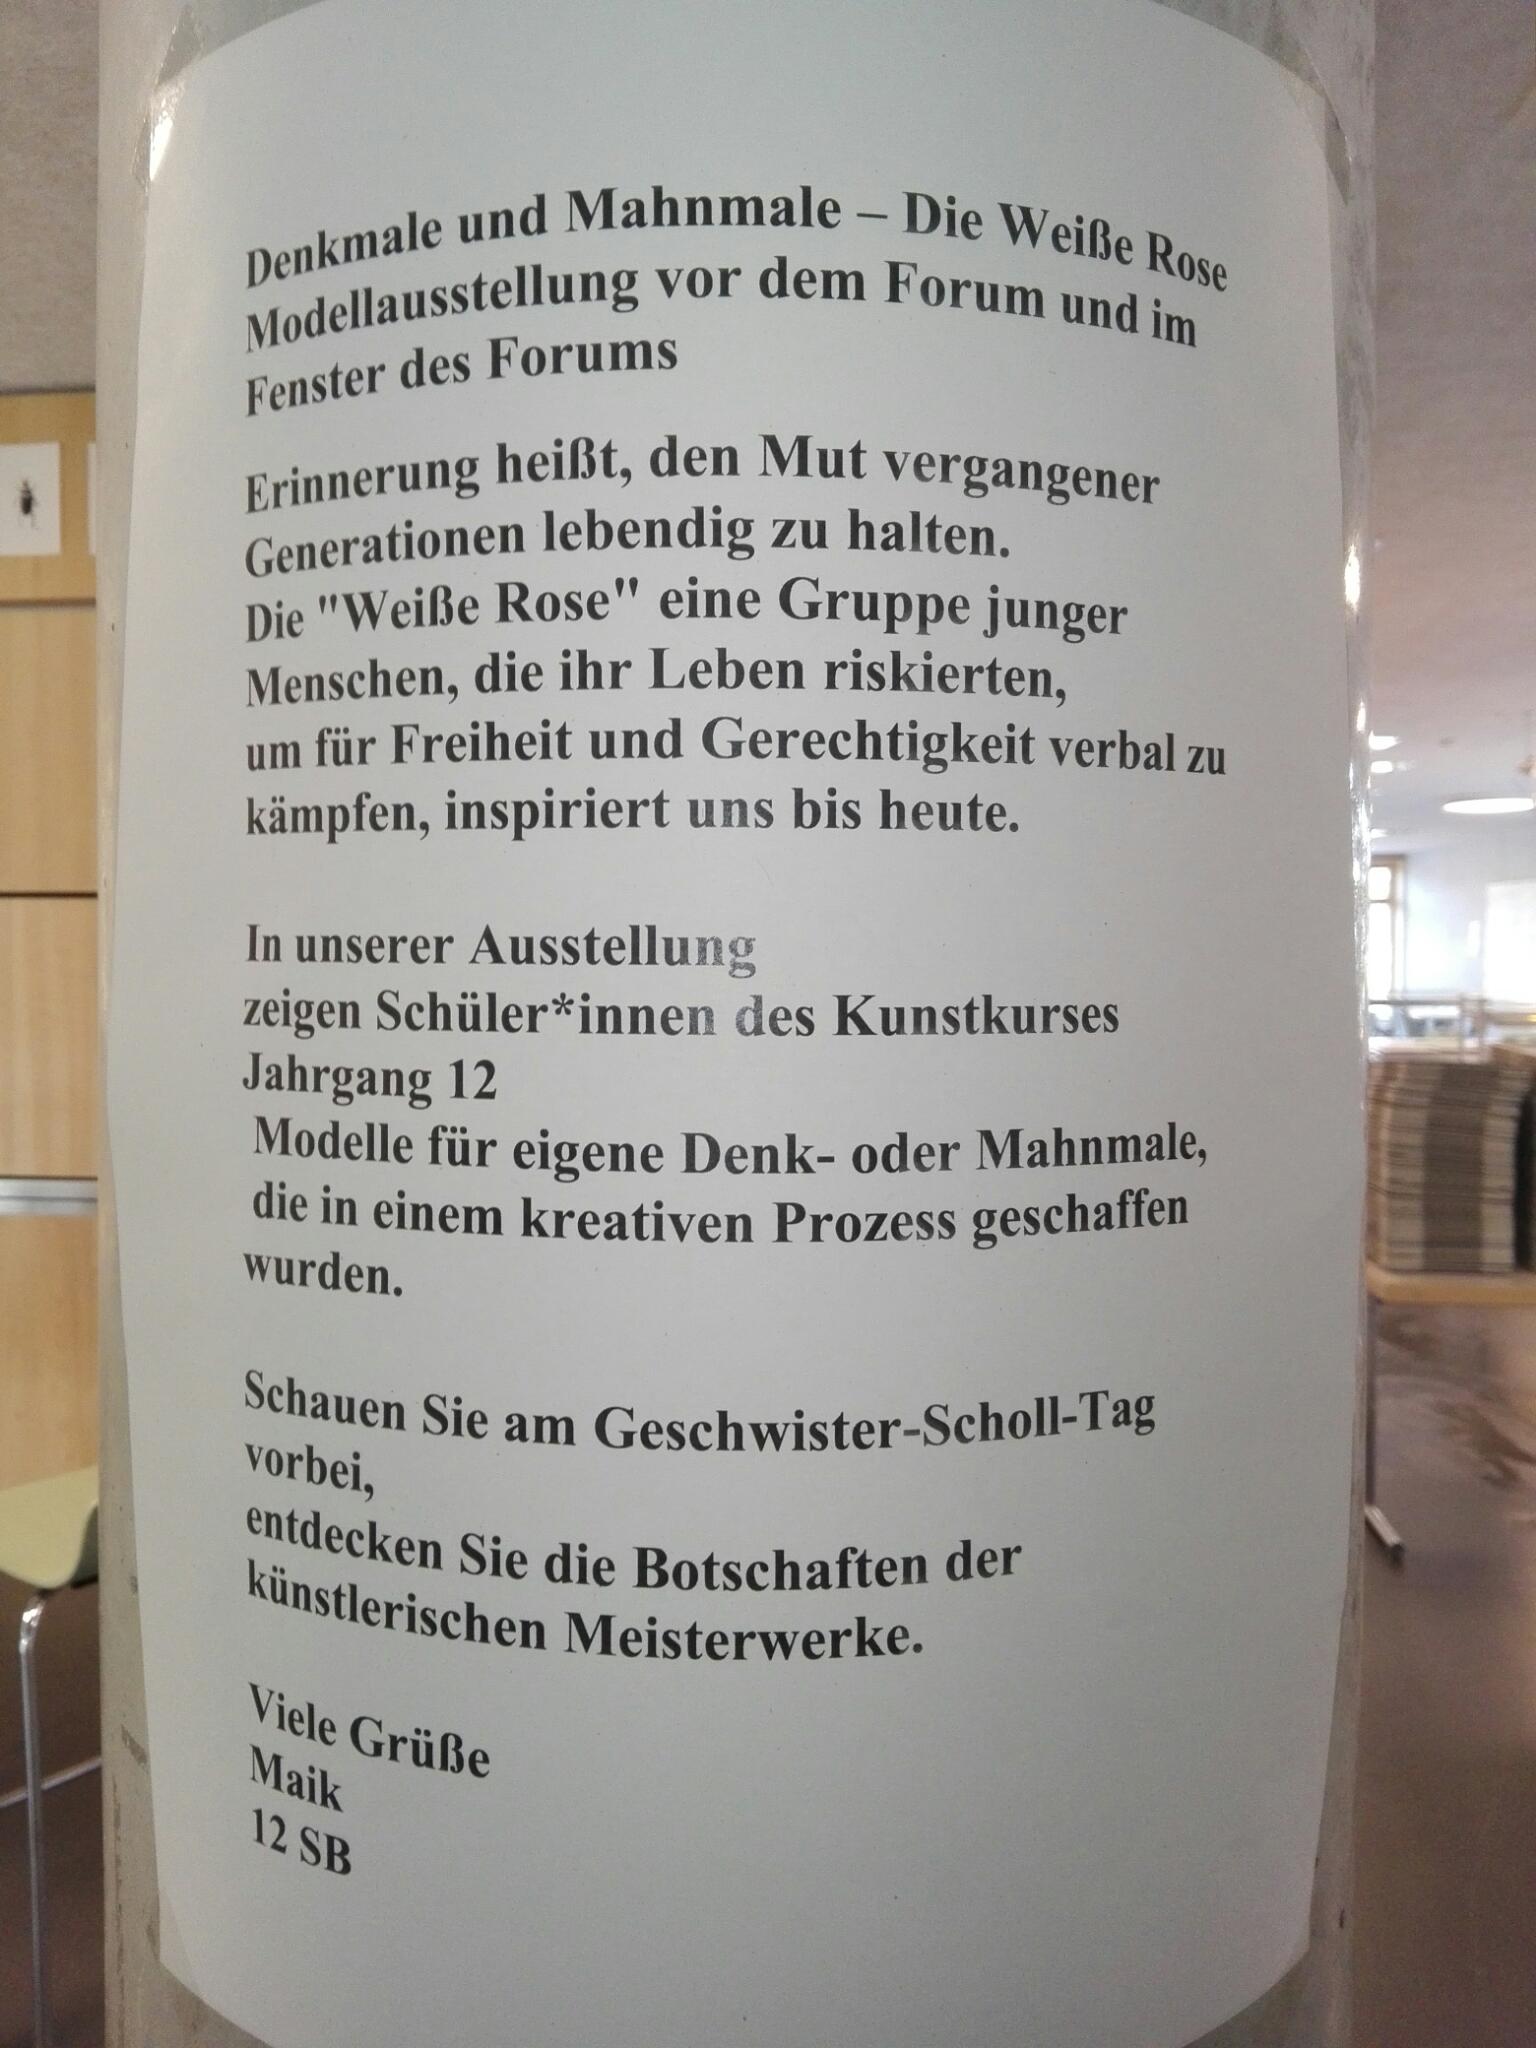 Denkmale und Mahnmale – Die Weiße Rose
Modellausstellung vor dem Forum und im
Fenster des Forums
Erinnerung heißt, den Mut vergangener
Generationen lebendig zu halten.
Die "Weiße Rose" eine Gruppe junger
Menschen, die ihr Leben riskierten,
um für Freiheit und Gerechtigkeit verbal zu
kämpfen, inspiriert uns bis heute.
In unserer Ausstellung
zeigen Schüler*innen des Kunstkurses
Jahrgang 12
Modelle für eigene Denk- oder Mahnmale,
die in einem kreativen Prozess geschaffen
wurden.
Schauen Sie am Geschwister-Scholl-Tag
vorbei,
entdecken Sie die Botschaften der
künstlerischen Meisterwerke.
Viele Grüße
Maik
12 SB